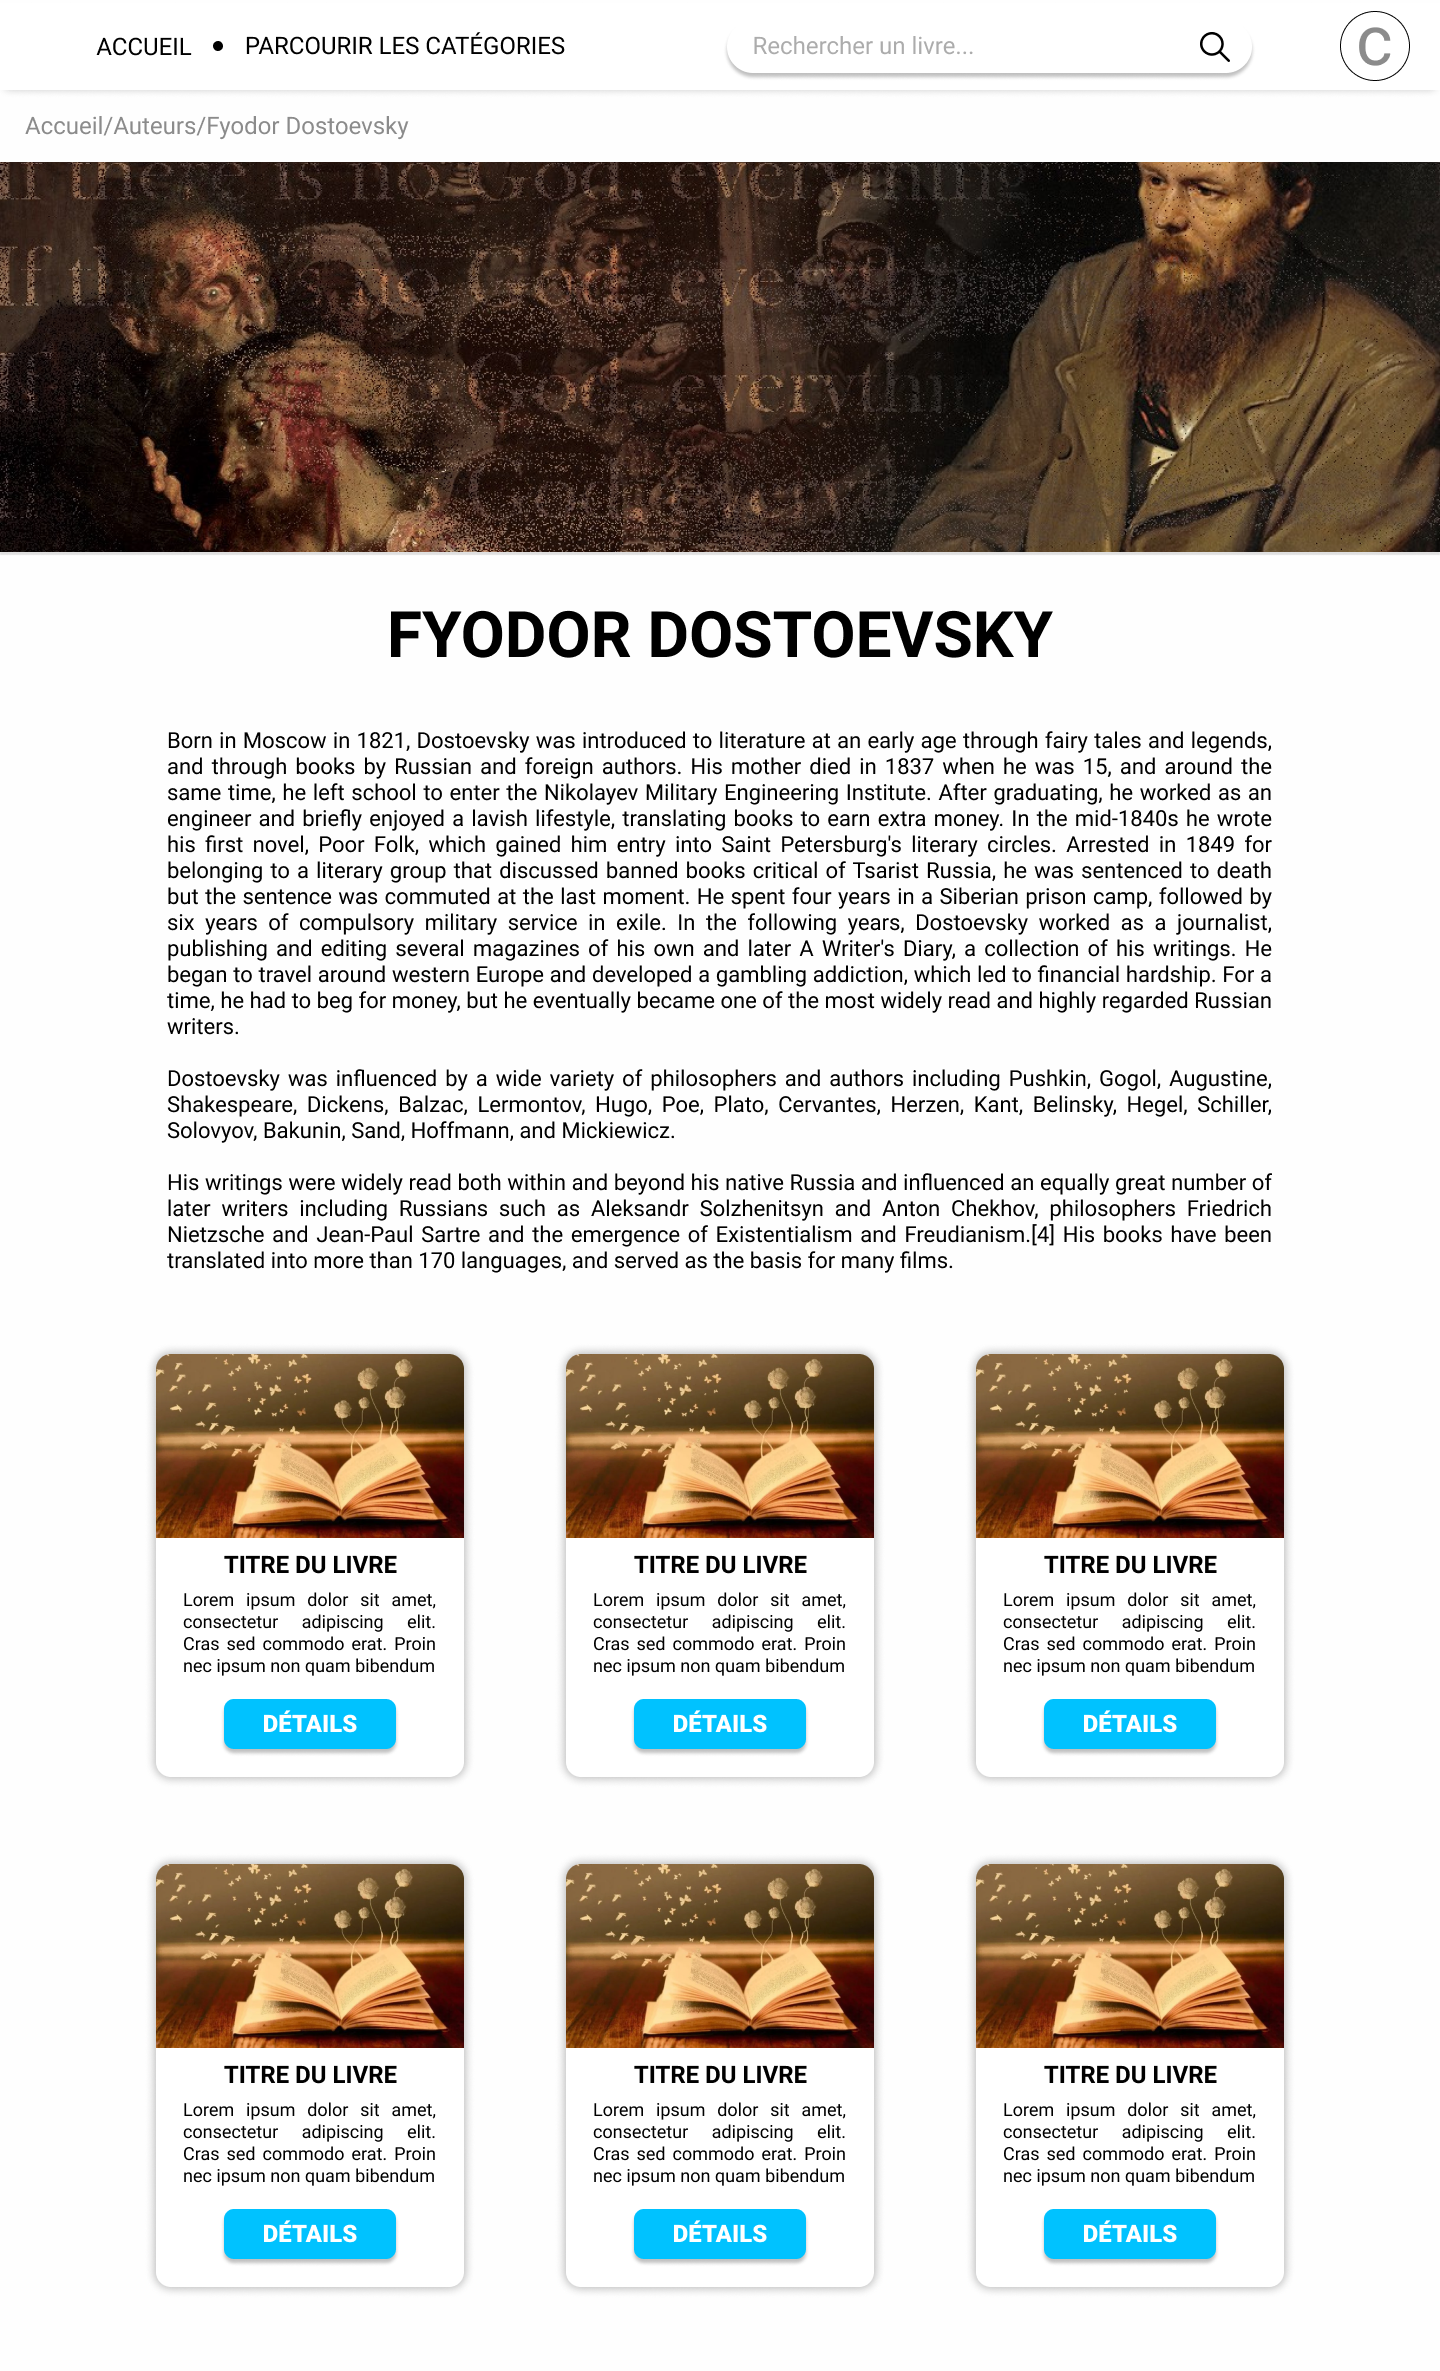 ACCUEIL • PARCOURIR LES CATÉGORIES Rechercher un livre... C
Accueil/Auteurs/Fyodor Dostoevsky
If there is no God, everything
If th s no God, everythin
If God, everythi
God everyth
FYODOR DOSTOEVSKY
Born in Moscow in 1821, Dostoevsky was introduced to literature at an early age through fairy tales and legends,
and through books by Russian and foreign authors. His mother died in 1837 when he was 15, and around the
same time, he left school to enter the Nikolayev Military Engineering Institute. After graduating, he worked as an
engineer and briefly enjoyed a lavish lifestyle, translating books to earn extra money. In the mid-1840s he wrote
his first novel, Poor Folk, which gained him entry into Saint Petersburg's literary circles. Arrested in 1849 for
belonging to a literary group that discussed banned books critical of Tsarist Russia, he was sentenced to death
but the sentence was commuted at the last moment. He spent four years in a Siberian prison camp, followed by
six years of compulsory military service in exile. In the following years, Dostoevsky worked as a journalist,
publishing and editing several magazines of his own and later A Writer's Diary, a collection of his writings. He
began to travel around western Europe and developed a gambling addiction, which led to financial hardship. For a
time, he had to beg for money, but he eventually became one of the most widely read and highly regarded Russian
writers.
Dostoevsky was influenced by a wide variety of philosophers and authors including Pushkin, Gogol, Augustine,
Shakespeare, Dickens, Balzac, Lermontov, Hugo, Poe, Plato, Cervantes, Herzen, Kant, Belinsky, Hegel, Schiller,
Solovyov, Bakunin, Sand, Hoffmann, and Mickiewicz.
His writings were widely read both within and beyond his native Russia and influenced an equally great number of
later writers including Russians such as Aleksandr Solzhenitsyn and Anton Chekhov, philosophers Friedrich
Nietzsche and Jean-Paul Sartre and the emergence of Existentialism and Freudianism.[4] His books have been
translated into more than 170 languages, and served as the basis for many films.
TITRE DU LIVRE
Lorem ipsum dolor sit amet,
consectetur adipiscing elit.
Cras sed commodo erat. Proin
nec ipsum non quam bibendum
DÉTAILS
TITRE DU LIVRE
Lorem ipsum dolor sit amet,
consectetur adipiscing elit.
Cras sed commodo erat. Proin
nec ipsum non quam bibendum
DÉTAILS
TITRE DU LIVRE
Lorem ipsum dolor sit amet,
consectetur adipiscing elit.
Cras sed commodo erat. Proin
nec ipsum non quam bibendum
DÉTAILS
TITRE DU LIVRE
Lorem ipsum dolor sit amet,
consectetur adipiscing elit.
Cras sed commodo erat. Proin
nec ipsum non quam bibendum
DÉTAILS
TITRE DU LIVRE
Lorem ipsum dolor sit amet,
consectetur adipiscing elit.
Cras sed commodo erat. Proin
nec ipsum non quam bibendum
DÉTAILS
TITRE DU LIVRE
Lorem ipsum dolor sit amet,
consectetur adipiscing elit.
Cras sed commodo erat. Proin
nec ipsum non quam bibendum
DÉTAILS